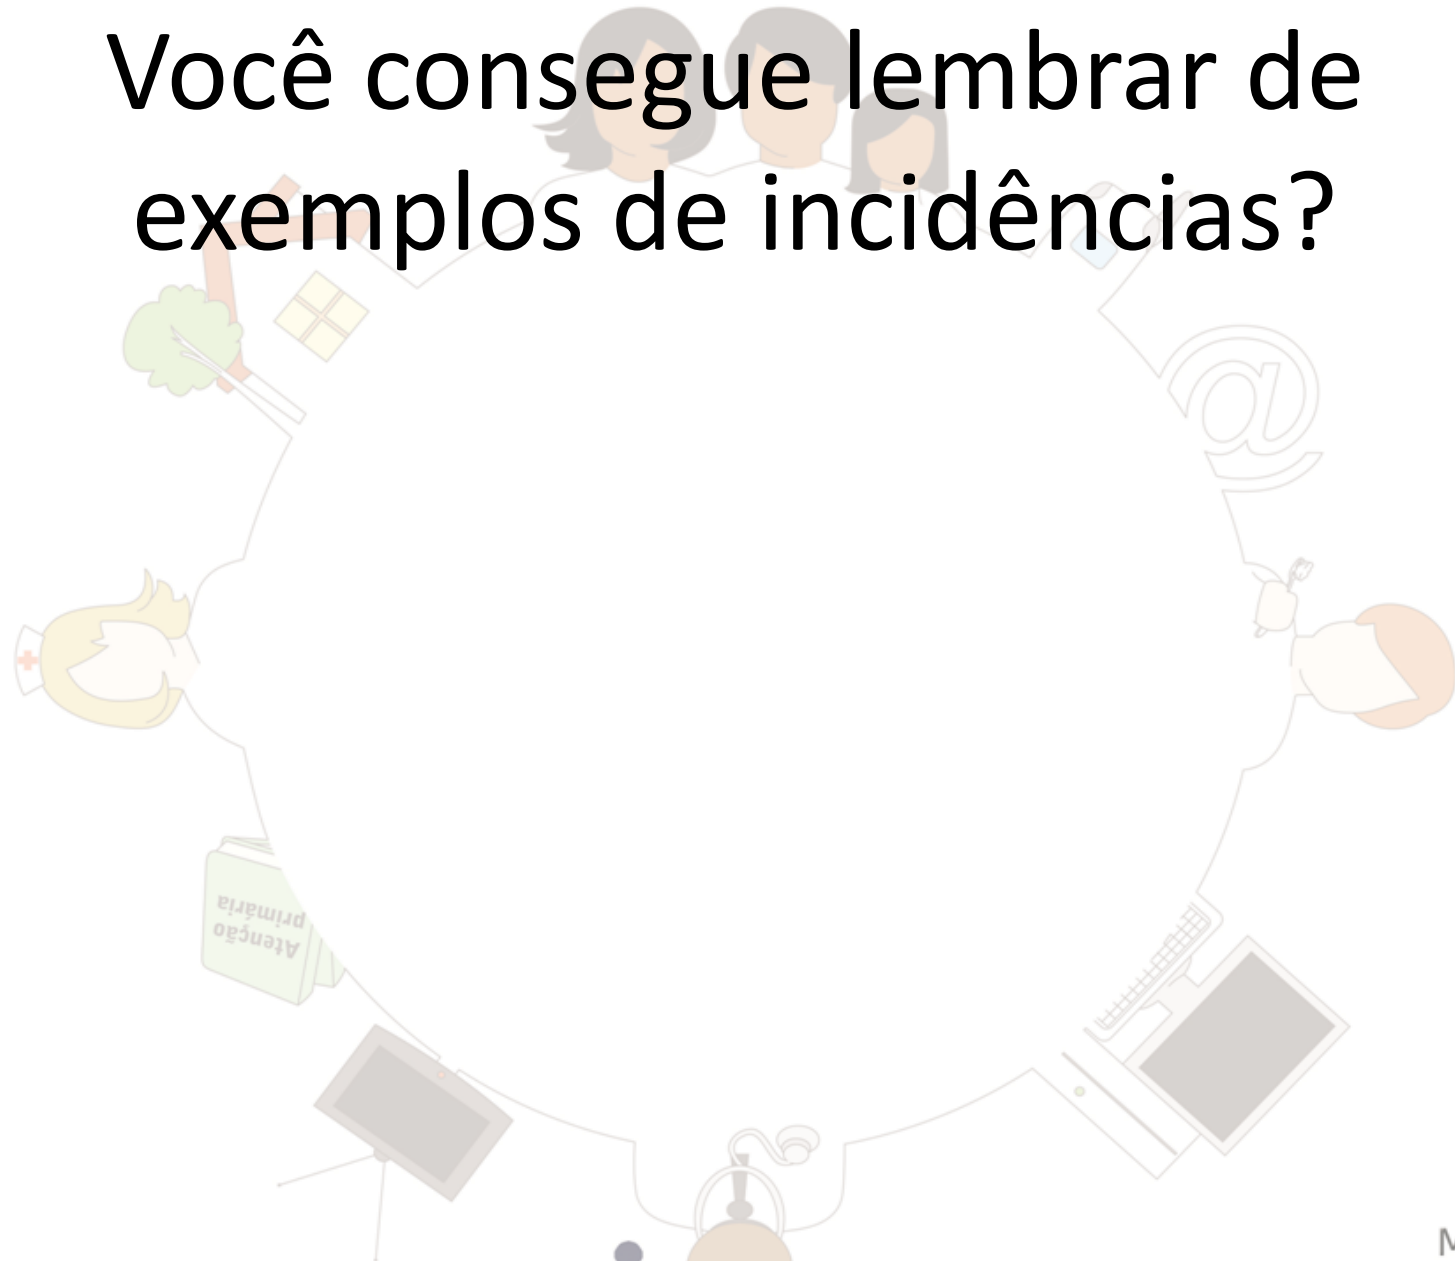 Você consegue lembrar de
exemplos de incidências?
@
Atenção
primária
M